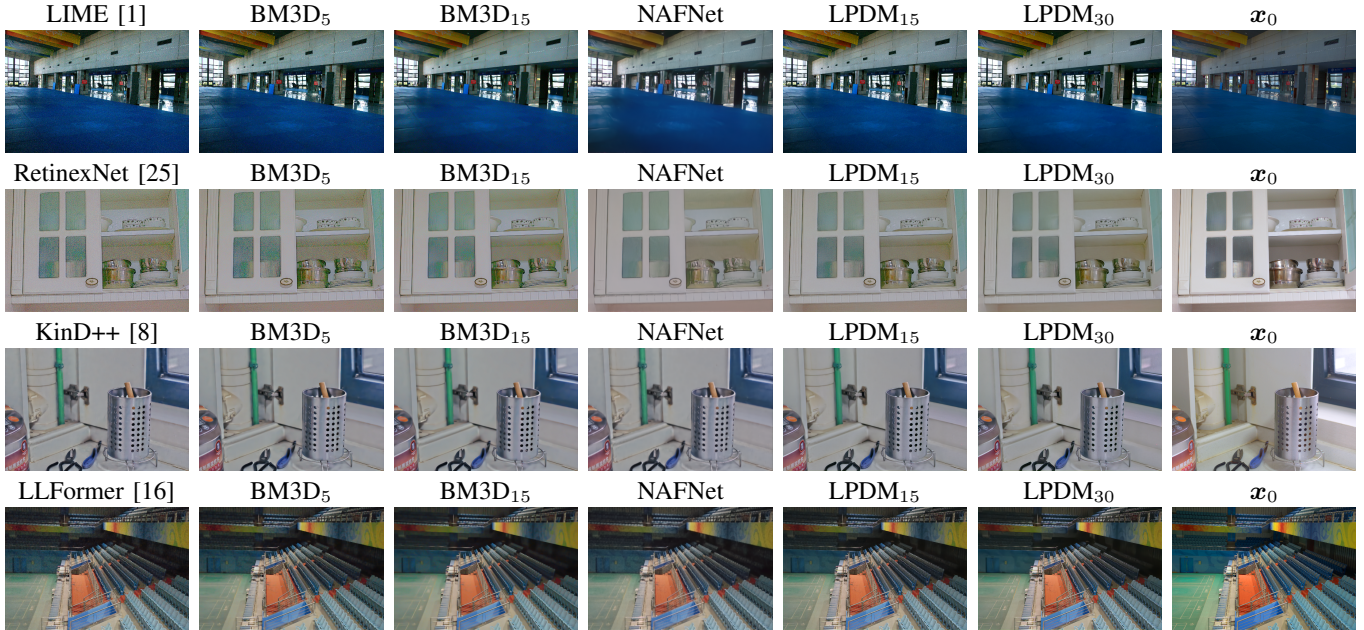 LIME [1] BM3D₅ BM3D₁₅ NAFNet LPDM₁₅ LPDM₃₀ x₀
RetinexNet [25] BM3D₅ BM3D₁₅ NAFNet LPDM₁₅ LPDM₃₀ x₀
KinD++ [8] BM3D₅ BM3D₁₅ NAFNet LPDM₁₅ LPDM₃₀ x₀
LLFormer [16] BM3D₅ BM3D₁₅ NAFNet LPDM₁₅ LPDM₃₀ x₀